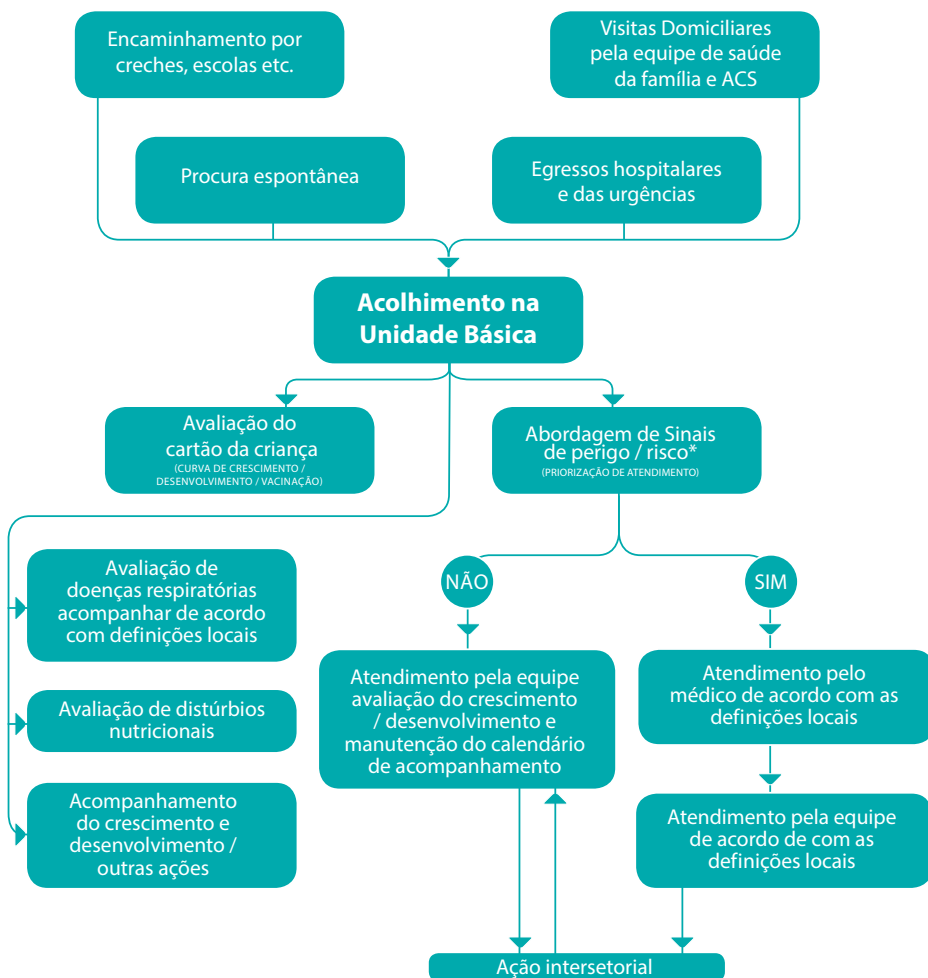 Encaminhamento por
creches, escolas etc.
Visitas Domiciliares
pela equipe de saúde
da família e ACS
Procura espontânea
Egressos hospitalares
e das urgências
Acolhimento na
Unidade Básica
Avaliação do
cartão da criança
(CURVA DE CRESCIMENTO /
DESENVOLVIMENTO / VACINAÇÃO)
Abordagem de Sinais
de perigo / risco*
(PRIORIZAÇÃO DE ATENDIMENTO)
Avaliação de
doenças respiratórias
acompanhar de acordo
com definições locais
Avaliação de distúrbios
nutricionais
Acompanhamento
do crescimento e
desenvolvimento /
outras ações
NÃO
SIM
Atendimento pela equipe
avaliação do crescimento
/ desenvolvimento e
manutenção do calendário
de acompanhamento
Atendimento pelo
médico de acordo com as
definições locais
Atendimento pela equipe
de acordo de com as
definições locais
Ação intersetorial